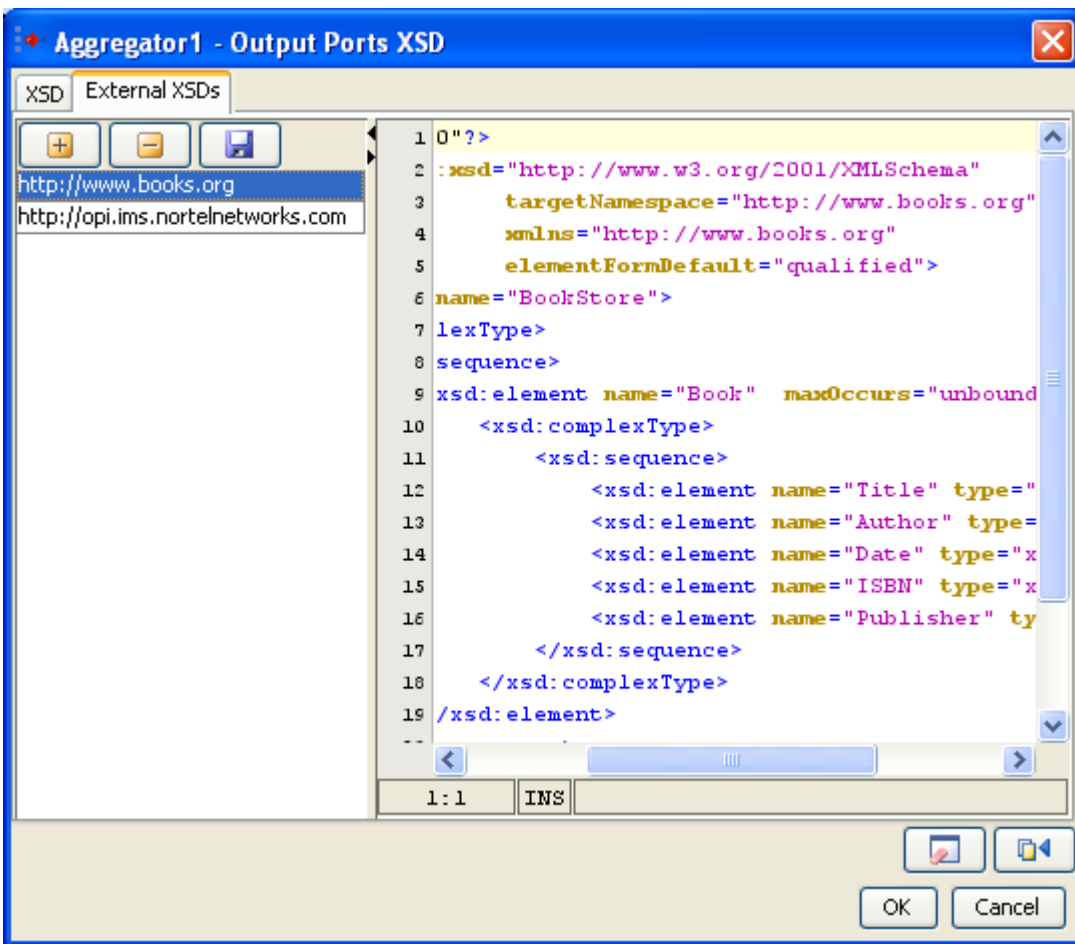 Aggregator1 - Output Ports XSD
XSD External XSDs
http://www.books.org
http://opi.ims.nortelnetworks.com
1 0"?>
2 :xsd="http://www.w3.org/2001/XMLSchema"
3 targetNamespace="http://www.books.org"
4 xmlns="http://www.books.org"
5 elementFormDefault="qualified">
6 name="BookStore">
7 lexType>
8 sequence>
9 xsd:element name="Book" maxOccurs="unbound
10 <xsd:complexType>
11 <xsd:sequence>
12 <xsd:element name="Title" type="
13 <xsd:element name="Author" type=
14 <xsd:element name="Date" type="x
15 <xsd:element name="ISBN" type="x
16 <xsd:element name="Publisher" ty
17 </xsd:sequence>
18 </xsd:complexType>
19 /xsd:element>
1:1 INS
OK Cancel